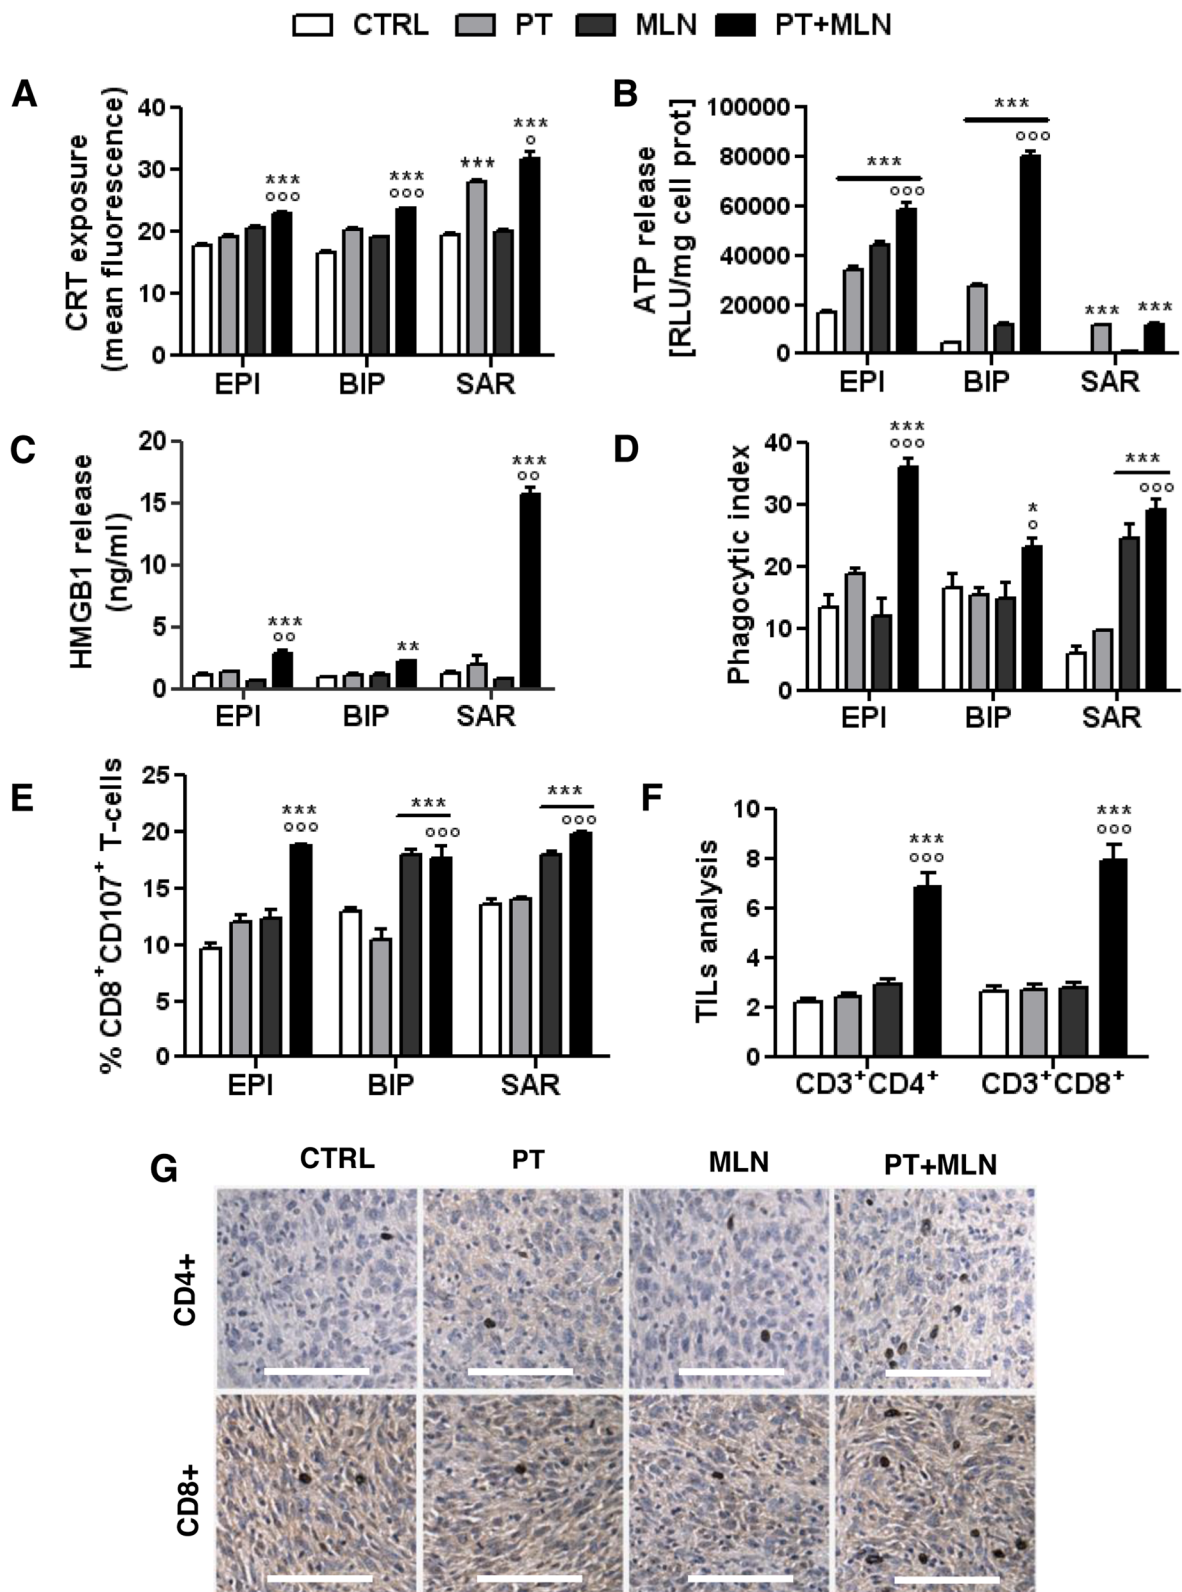 CTRL PT MLN PT+MLN
A
CRT exposure
(mean fluorescence)
40
30
20
10
0
***
°°°
***
°°°
***
***
°
EPI BIP SAR
B
ATP release
[RLU/mg cell prot]
100000
80000
60000
40000
20000
0
***
°°°
***
°°°
***
***
EPI BIP SAR
C
HMGB1 release
(ng/ml)
20
15
10
5
0
***
°°
**
***
°°
EPI BIP SAR
D
Phagocytic index
40
30
20
10
0
***
°°°
*
°
***
°°°
EPI BIP SAR
E
% CD8+CD107+ T-cells
25
20
15
10
5
0
***
°°°
***
°°°
***
°°°
EPI BIP SAR
F
TILs analysis
10
8
6
4
2
0
***
°°°
***
°°°
CD3+CD4+ CD3+CD8+
G
CTRL PT MLN PT+MLN
CD4+
CD8+